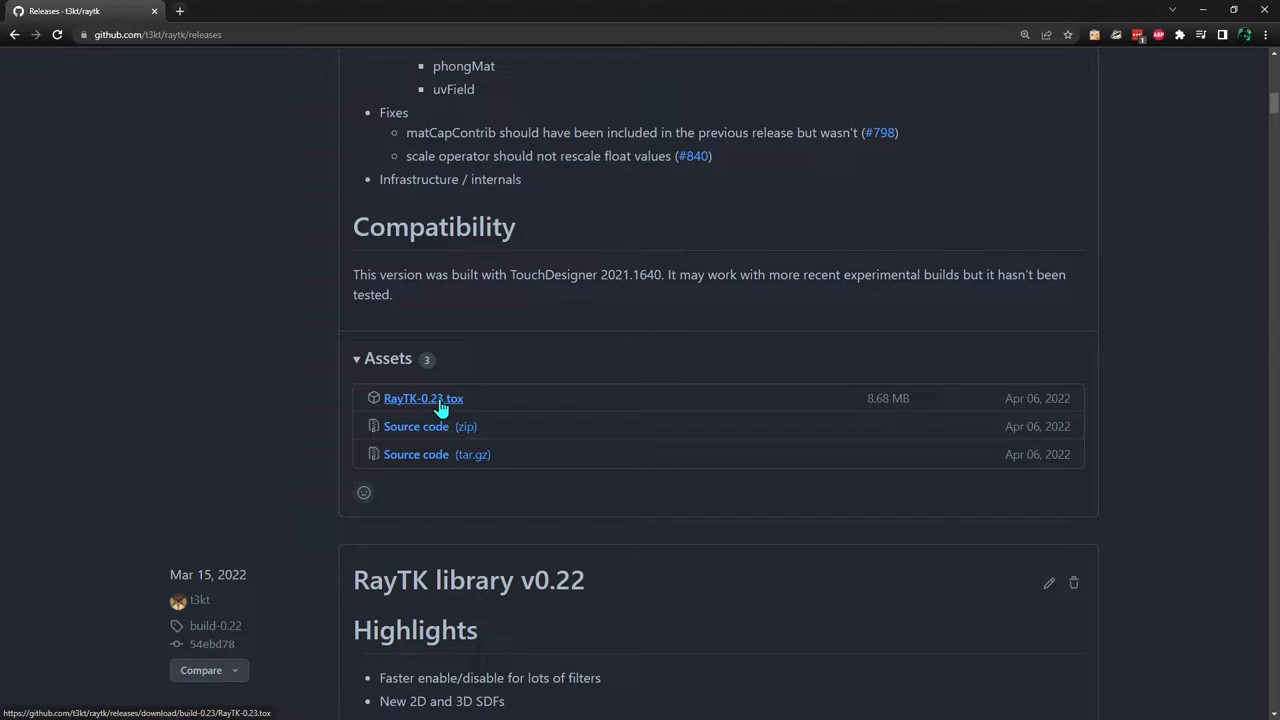 Releases · t3kt/raytk
github.com/t3kt/raytk/releases
1
phongMat
uvField
Fixes
matCapContrib should have been included in the previous release but wasn't (#798)
scale operator should not rescale float values (#840)
Infrastructure / internals
Compatibility
This version was built with TouchDesigner 2021.1640. It may work with more recent experimental builds but it hasn't been
tested.
Assets 3
RayTK-0.23.tox 8.68 MB Apr 06, 2022
Source code (zip) Apr 06, 2022
Source code (tar.gz) Apr 06, 2022
Mar 15, 2022
t3kt
build-0.22
54ebd78
Compare
RayTK library v0.22
Highlights
Faster enable/disable for lots of filters
New 2D and 3D SDFs
https://github.com/t3kt/raytk/releases/download/build-0.23/RayTK-0.23.tox